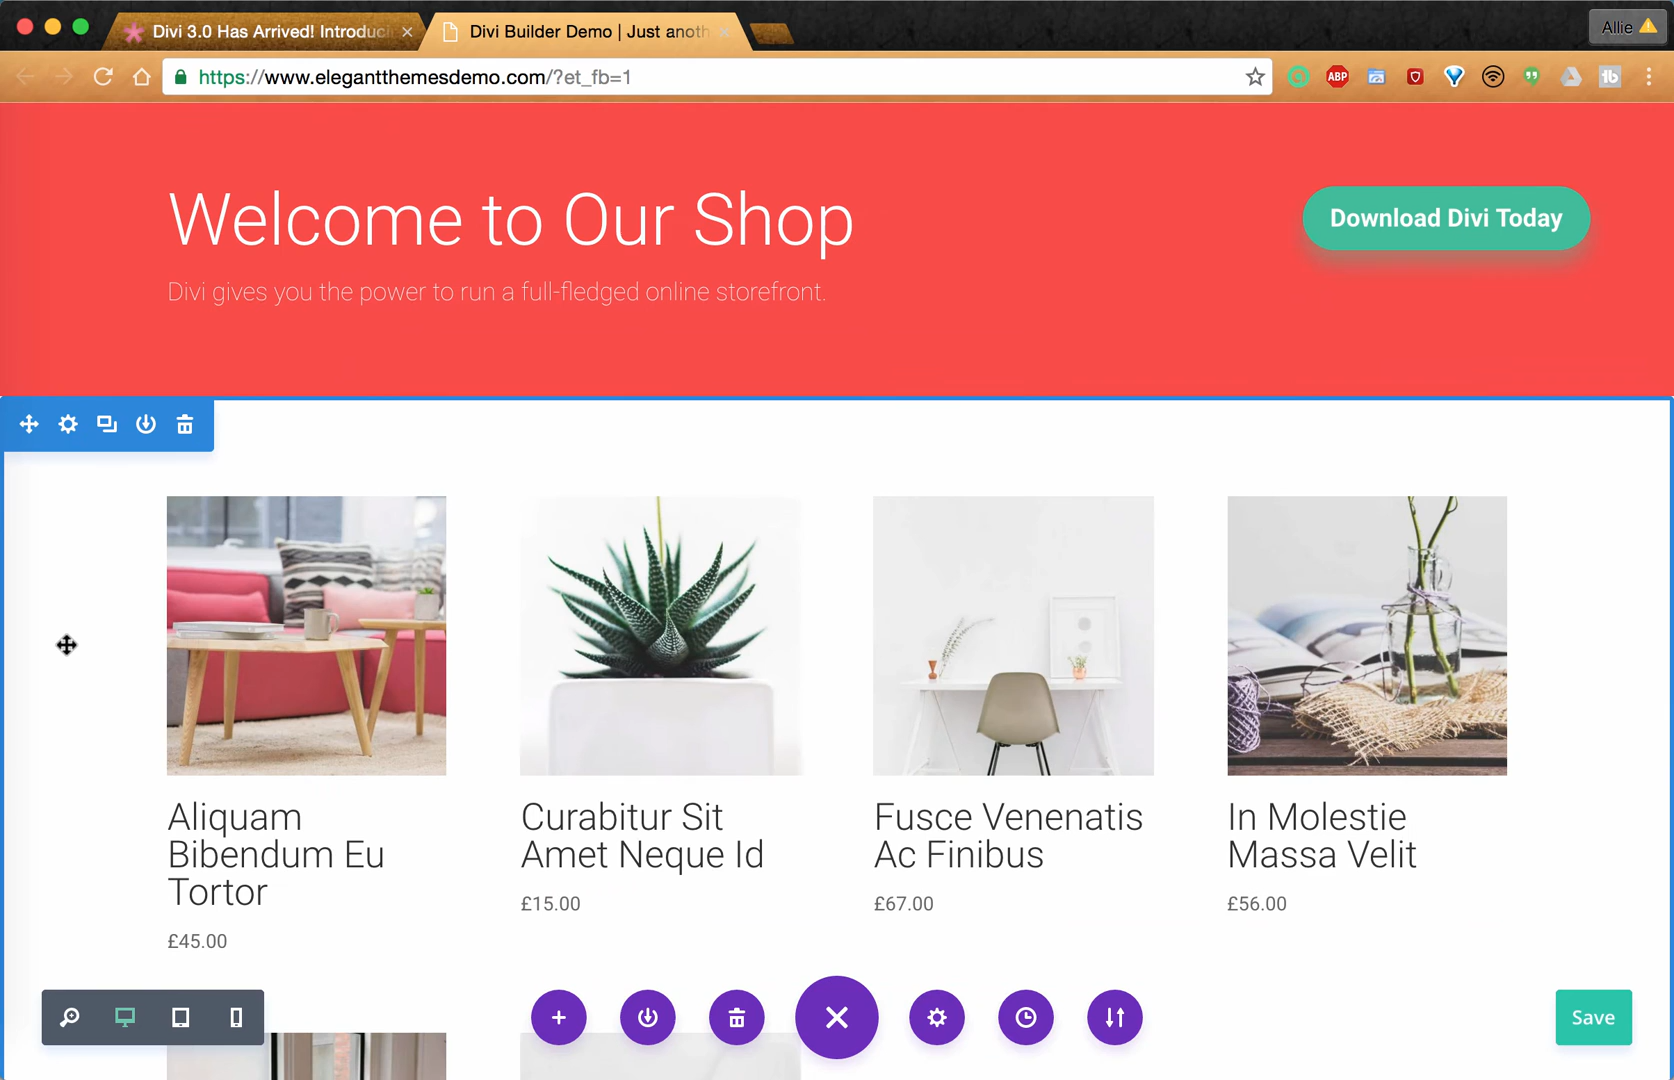 Divi 3.0 Has Arrived! Introduc
Divi Builder Demo | Just anoth
Allie
https://www.elegantthemesdemo.com/?et_fb=1
ABP
Welcome to Our Shop
Download Divi Today
Divi gives you the power to run a full-fledged online storefront.
Aliquam
Bibendum Eu
Tortor
£45.00
Curabitur Sit
Amet Neque Id
£15.00
Fusce Venenatis
Ac Finibus
£67.00
In Molestie
Massa Velit
£56.00
Save